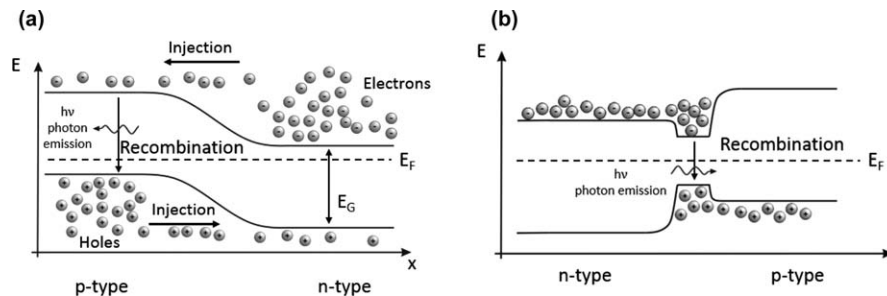 (a)
Injection
E
Electrons
hν
photon
emission
Recombination
E_F
Injection
E_G
Holes
x
p-type
n-type
(b)
E
Recombination
hν
photon emission
E_F
x
n-type
p-type